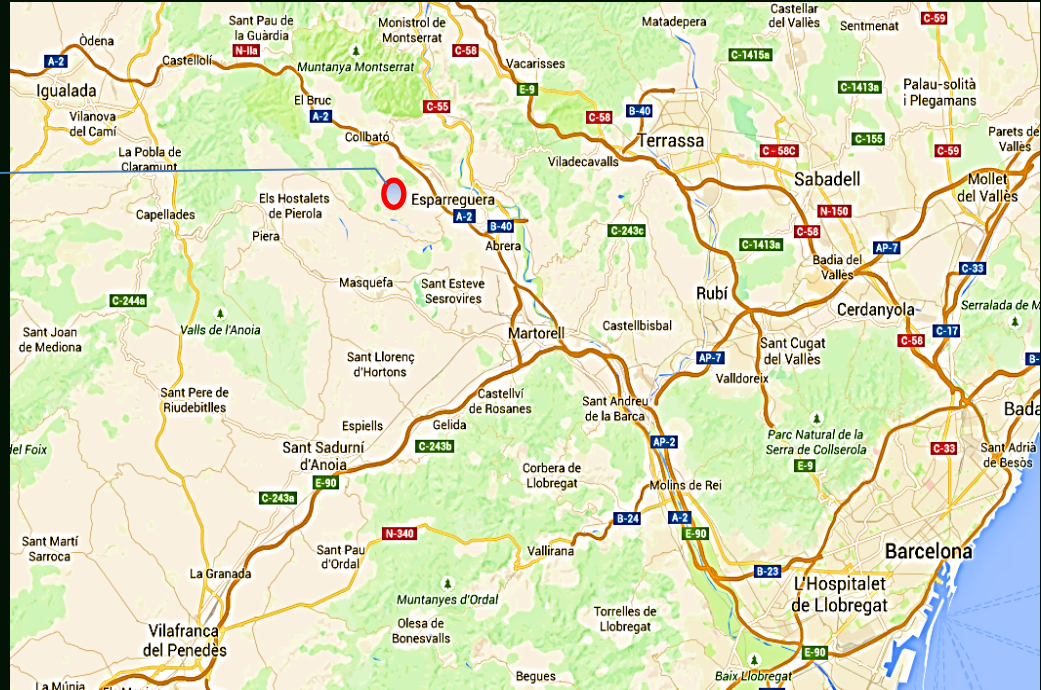 Sant Pau de
la Guàrdia
Monistrol de
Montserrat
Matadepera
Castellar
del Vallès
Sentmenat
C-59
Òdena
A-2
N-IIa
Castellolí
Muntanya Montserrat
C-58
Vacarisses
C-1415a
Igualada
El Bruc
A-2
C-55
E-9
C-58
B-40
C-1413a
Palau-solità
i Plegamans
Vilanova
del Camí
Collbató
Terrassa
C-155
Parets de
Vallès
La Pobla de
Claramunt
Viladecavalls
C-58C
C-59
Sabadell
Mollet
del Vallès
Els Hostalets
de Pierola
Esparreguera
Capellades
A-2
B-40
N-150
C-243c
C-58
Piera
Abrera
C-1413a
AP-7
Badia del
Vallès
C-33
Masquefa
Sant Esteve
Sesrovires
Rubí
C-244a
Valls de l'Anoia
Cerdanyola
Serralada de M
Sant Joan
de Mediona
Martorell
Castellbisbal
C-17
C-58
Sant Cugat
del Vallès
Sant Llorenç
d'Hortons
AP-7
B-
Valldoreix
Sant Pere de
Riudebitlles
Castellví
de Rosanes
Sant Andreu
de la Barca
Bada
Espiells
Gelida
Parc Natural de la
Serra de Collserola
del Foix
Sant Sadurní
d'Anoia
C-243b
AP-2
C-33
Sant Adrià
de Besòs
E-9
E-90
Corbera de
Llobregat
Molins de Rei
C-243a
B-24
A-2
E-90
N-340
Sant Martí
Sarroca
Sant Pau
d'Ordal
Vallirana
Barcelona
La Granada
B-23
L'Hospitalet
de Llobregat
Muntanyes d'Ordal
Vilafranca
del Penedès
Olesa de
Bonesvalls
Torrelles de
Llobregat
E-90
Begues
Baix Llobregat
La Múnia